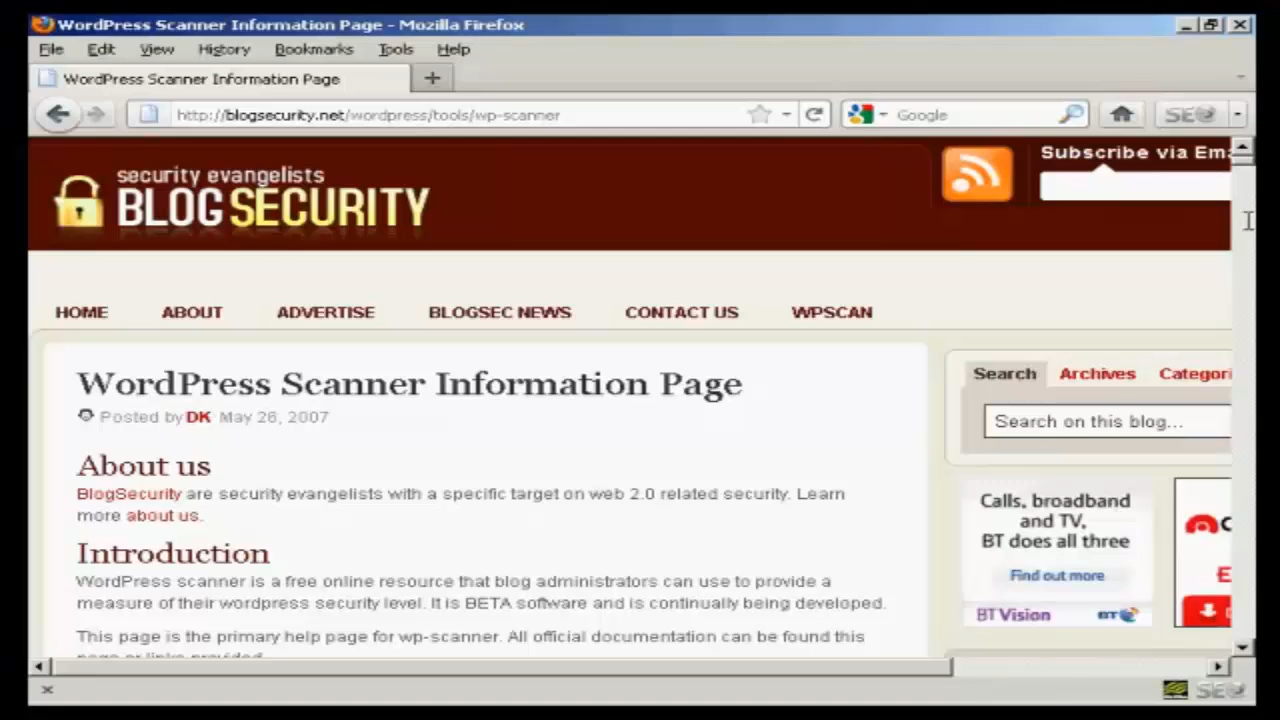 WordPress Scanner Information Page - Mozilla Firefox
File Edit View History Bookmarks Tools Help
WordPress Scanner Information Page
http://blogsecurity.net/wordpress/tools/wp-scanner
Google
SEO
Subscribe via Ema
security evangelists
BLOGSECURITY
HOME ABOUT ADVERTISE BLOGSEC NEWS CONTACT US WPSCAN
WordPress Scanner Information Page
Posted by DK May 26, 2007
About us
BlogSecurity are security evangelists with a specific target on web 2.0 related security. Learn
more about us.
Introduction
WordPress scanner is a free online resource that blog administrators can use to provide a
measure of their wordpress security level. It is BETA software and is continually being developed.
This page is the primary help page for wp-scanner. All official documentation can be found this
page or links provided
Search Archives Categori
Search on this blog...
Calls, broadband
and TV,
BT does all three
Find out more
BT Vision BT
E
SEO